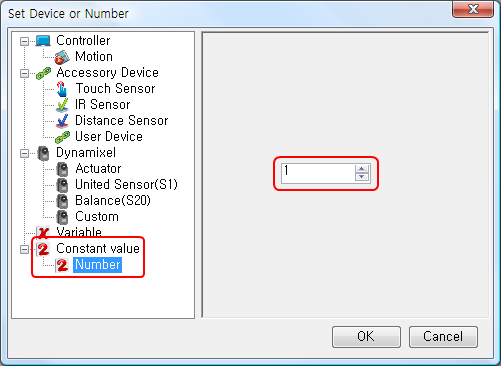 Set Device or Number
Controller
Motion
Accessory Device
Touch Sensor
IR Sensor
Distance Sensor
User Device
Dynamixel
Actuator
United Sensor(S1)
Balance(S20)
Custom
Variable
Constant value
Number
1
OK
Cancel